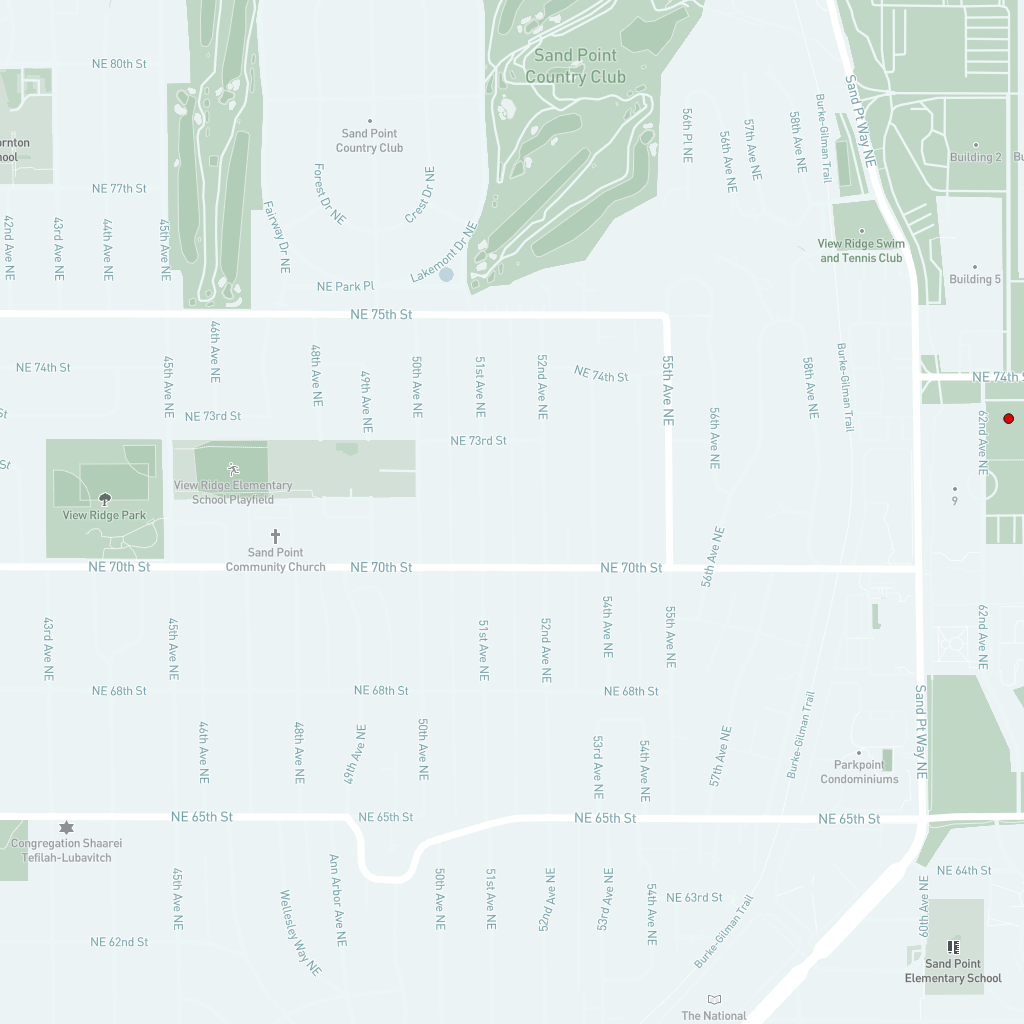 Sand Point
Country Club
NE 80th St
Sand Pt Way NE
Burke-Gilman Trail
56th Pl NE
57th Ave NE
58th Ave NE
56th Ave NE
Sand Point
Country Club
Building 2
NE 77th St
Forest Dr NE
Crest Dr NE
Fairway Dr NE
Lakemont Dr NE
42nd Ave NE
43rd Ave NE
44th Ave NE
45th Ave NE
View Ridge Swim
and Tennis Club
Building 5
NE Park Pl
NE 75th St
46th Ave NE
48th Ave NE
49th Ave NE
45th Ave NE
50th Ave NE
51st Ave NE
52nd Ave NE
NE 74th St
NE 74th St
55th Ave NE
58th Ave NE
Burke-Gilman Trail
NE 74th S
NE 73rd St
NE 73rd St
56th Ave NE
62nd Ave NE
View Ridge Elementary
School Playfield
View Ridge Park
9
Sand Point
Community Church
NE 70th St
NE 70th St
NE 70th St
56th Ave NE
43rd Ave NE
45th Ave NE
51st Ave NE
52nd Ave NE
54th Ave NE
55th Ave NE
62nd Ave NE
NE 68th St
NE 68th St
NE 68th St
Sand Pt Way NE
46th Ave NE
48th Ave NE
49th Ave NE
50th Ave NE
53rd Ave NE
54th Ave NE
57th Ave NE
Burke-Gilman Trail
Parkpoint
Condominiums
NE 65th St
NE 65th St
NE 65th St
NE 65th St
Congregation Shaarei
Tefilah-Lubavitch
45th Ave NE
Wellesley Way NE
Ann Arbor Ave NE
50th Ave NE
51st Ave NE
52nd Ave NE
53rd Ave NE
54th Ave NE
NE 63rd St
Burke-Gilman Trail
NE 64th St
60th Ave NE
NE 62nd St
Sand Point
Elementary School
The National